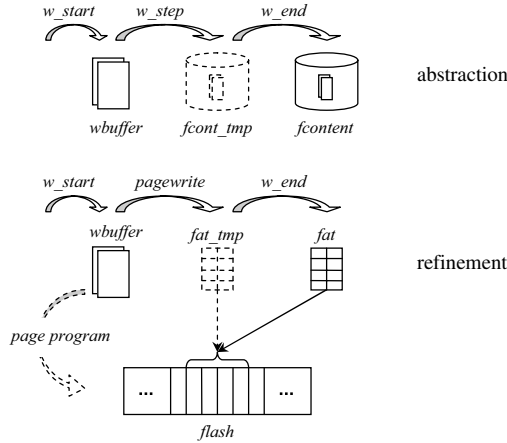 w_start w_step w_end
abstraction
wbuffer fcont_tmp fcontent
w_start pagewrite w_end
wbuffer fat_tmp fat
refinement
page program
... ...
flash